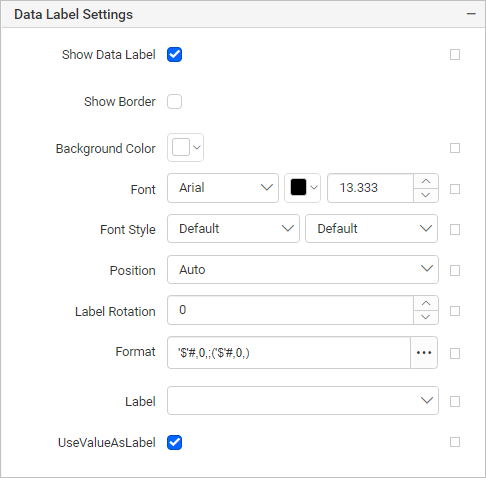 Data Label Settings
Show Data Label
Show Border
Background Color
Font Arial 13.333
Font Style Default Default
Position Auto
Label Rotation 0
Format '$'#,0,;('$'#,0,)
Label
UseValueAsLabel